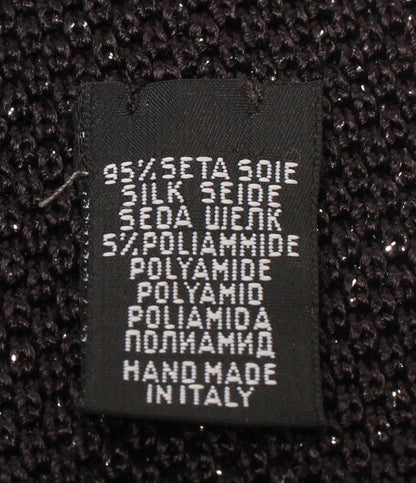 95% SETA SOIE
SILK SEIDE
SEDA ШЕЛК
5% POLIAMMIDE
POLYAMIDE
POLYAMID
POLIAMIDA
ПОЛИАМИД
HAND MADE
IN ITALY